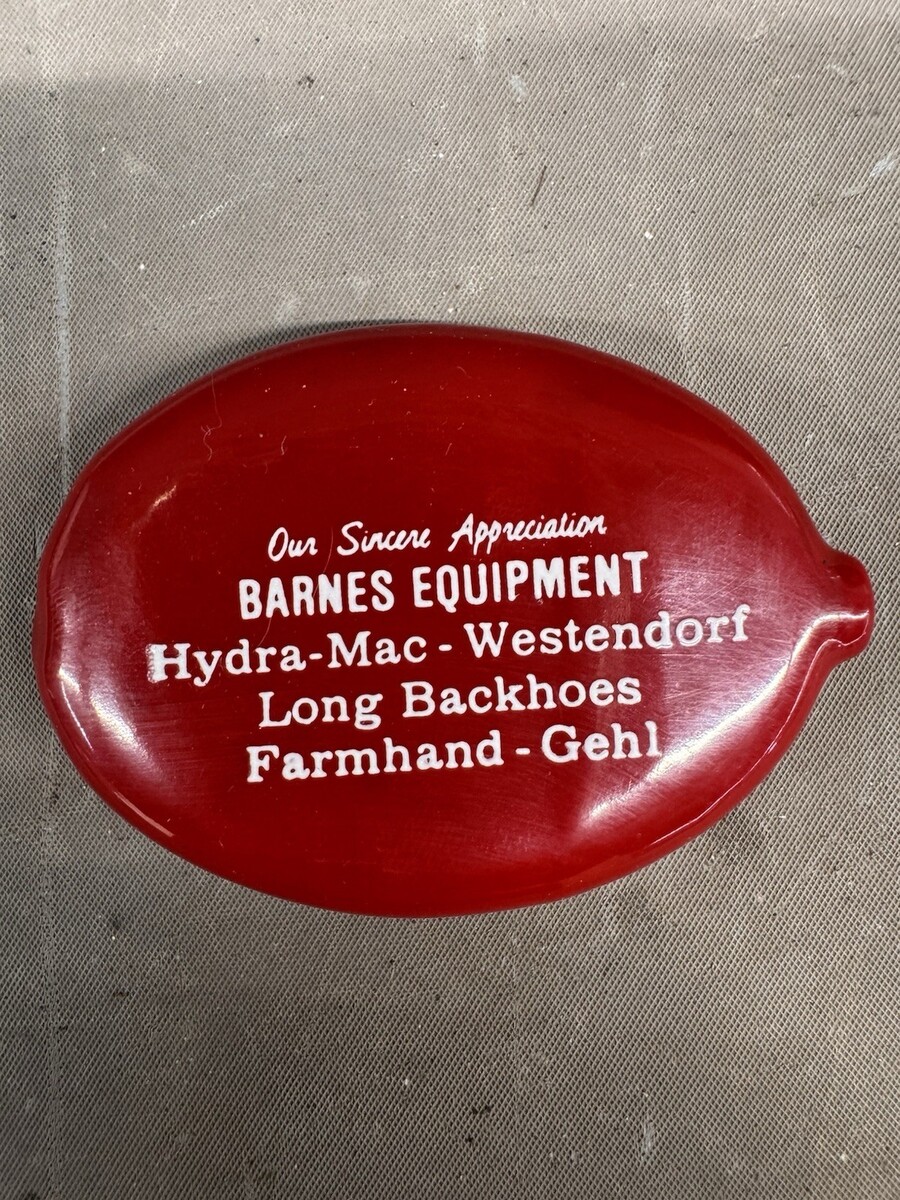 Our Sincere Appreciation
BARNES EQUIPMENT
Hydra-Mac - Westendorf
Long Backhoes
Farmhand - Gehl